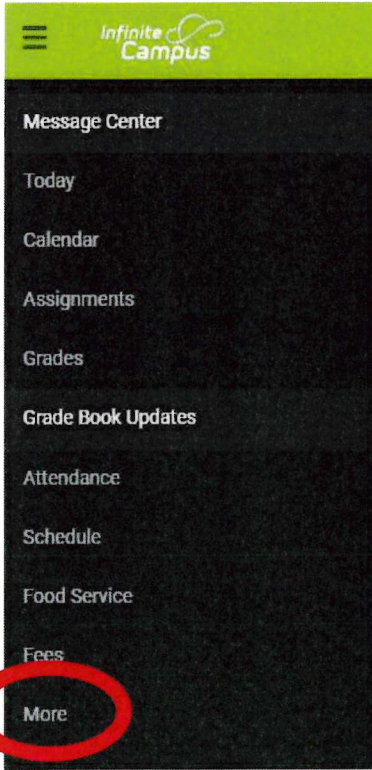 Infinite
Campus
Message Center
Today
Calendar
Assignments
Grades
Grade Book Updates
Attendance
Schedule
Food Service
Fees
More